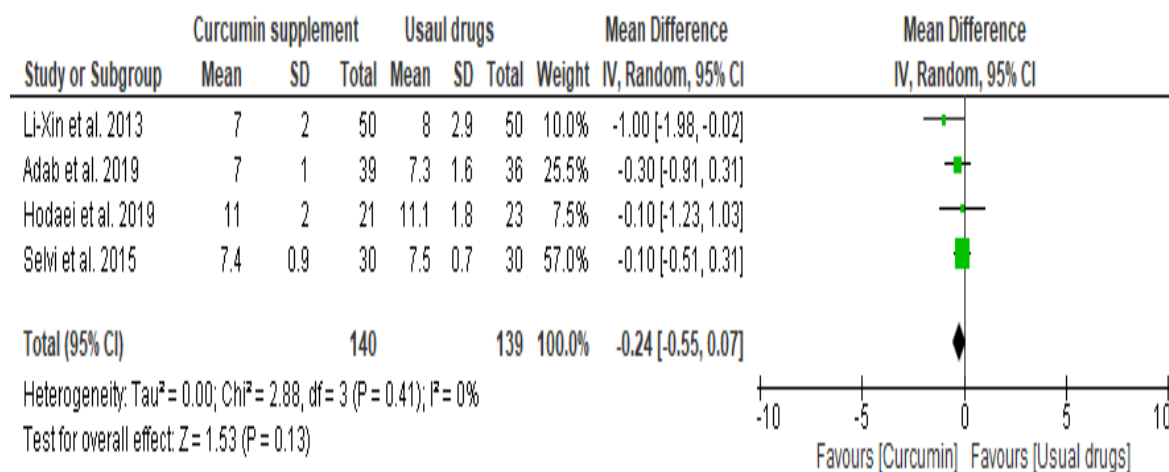 Curcumin supplement Usaul drugs Mean Difference Mean Difference
Study or Subgroup Mean SD Total Mean SD Total Weight IV, Random, 95% CI IV, Random, 95% CI
Li-Xin et al. 2013 7 2 50 8 2.9 50 10.0% -1.00 [-1.98, -0.02]
Adab et al. 2019 7 1 39 7.3 1.6 36 25.5% -0.30 [-0.91, 0.31]
Hodaei et al. 2019 11 2 21 11.1 1.8 23 7.5% -0.10 [-1.23, 1.03]
Selvi et al. 2015 7.4 0.9 30 7.5 0.7 30 57.0% -0.10 [-0.51, 0.31]
Total (95% CI) 140 139 100.0% -0.24 [-0.55, 0.07]
Heterogeneity: Tau² = 0.00; Chi² = 2.88, df = 3 (P = 0.41); I² = 0%
Test for overall effect: Z = 1.53 (P = 0.13)
-10 -5 0 5 10
Favours [Curcumin] Favours [Usual drugs]